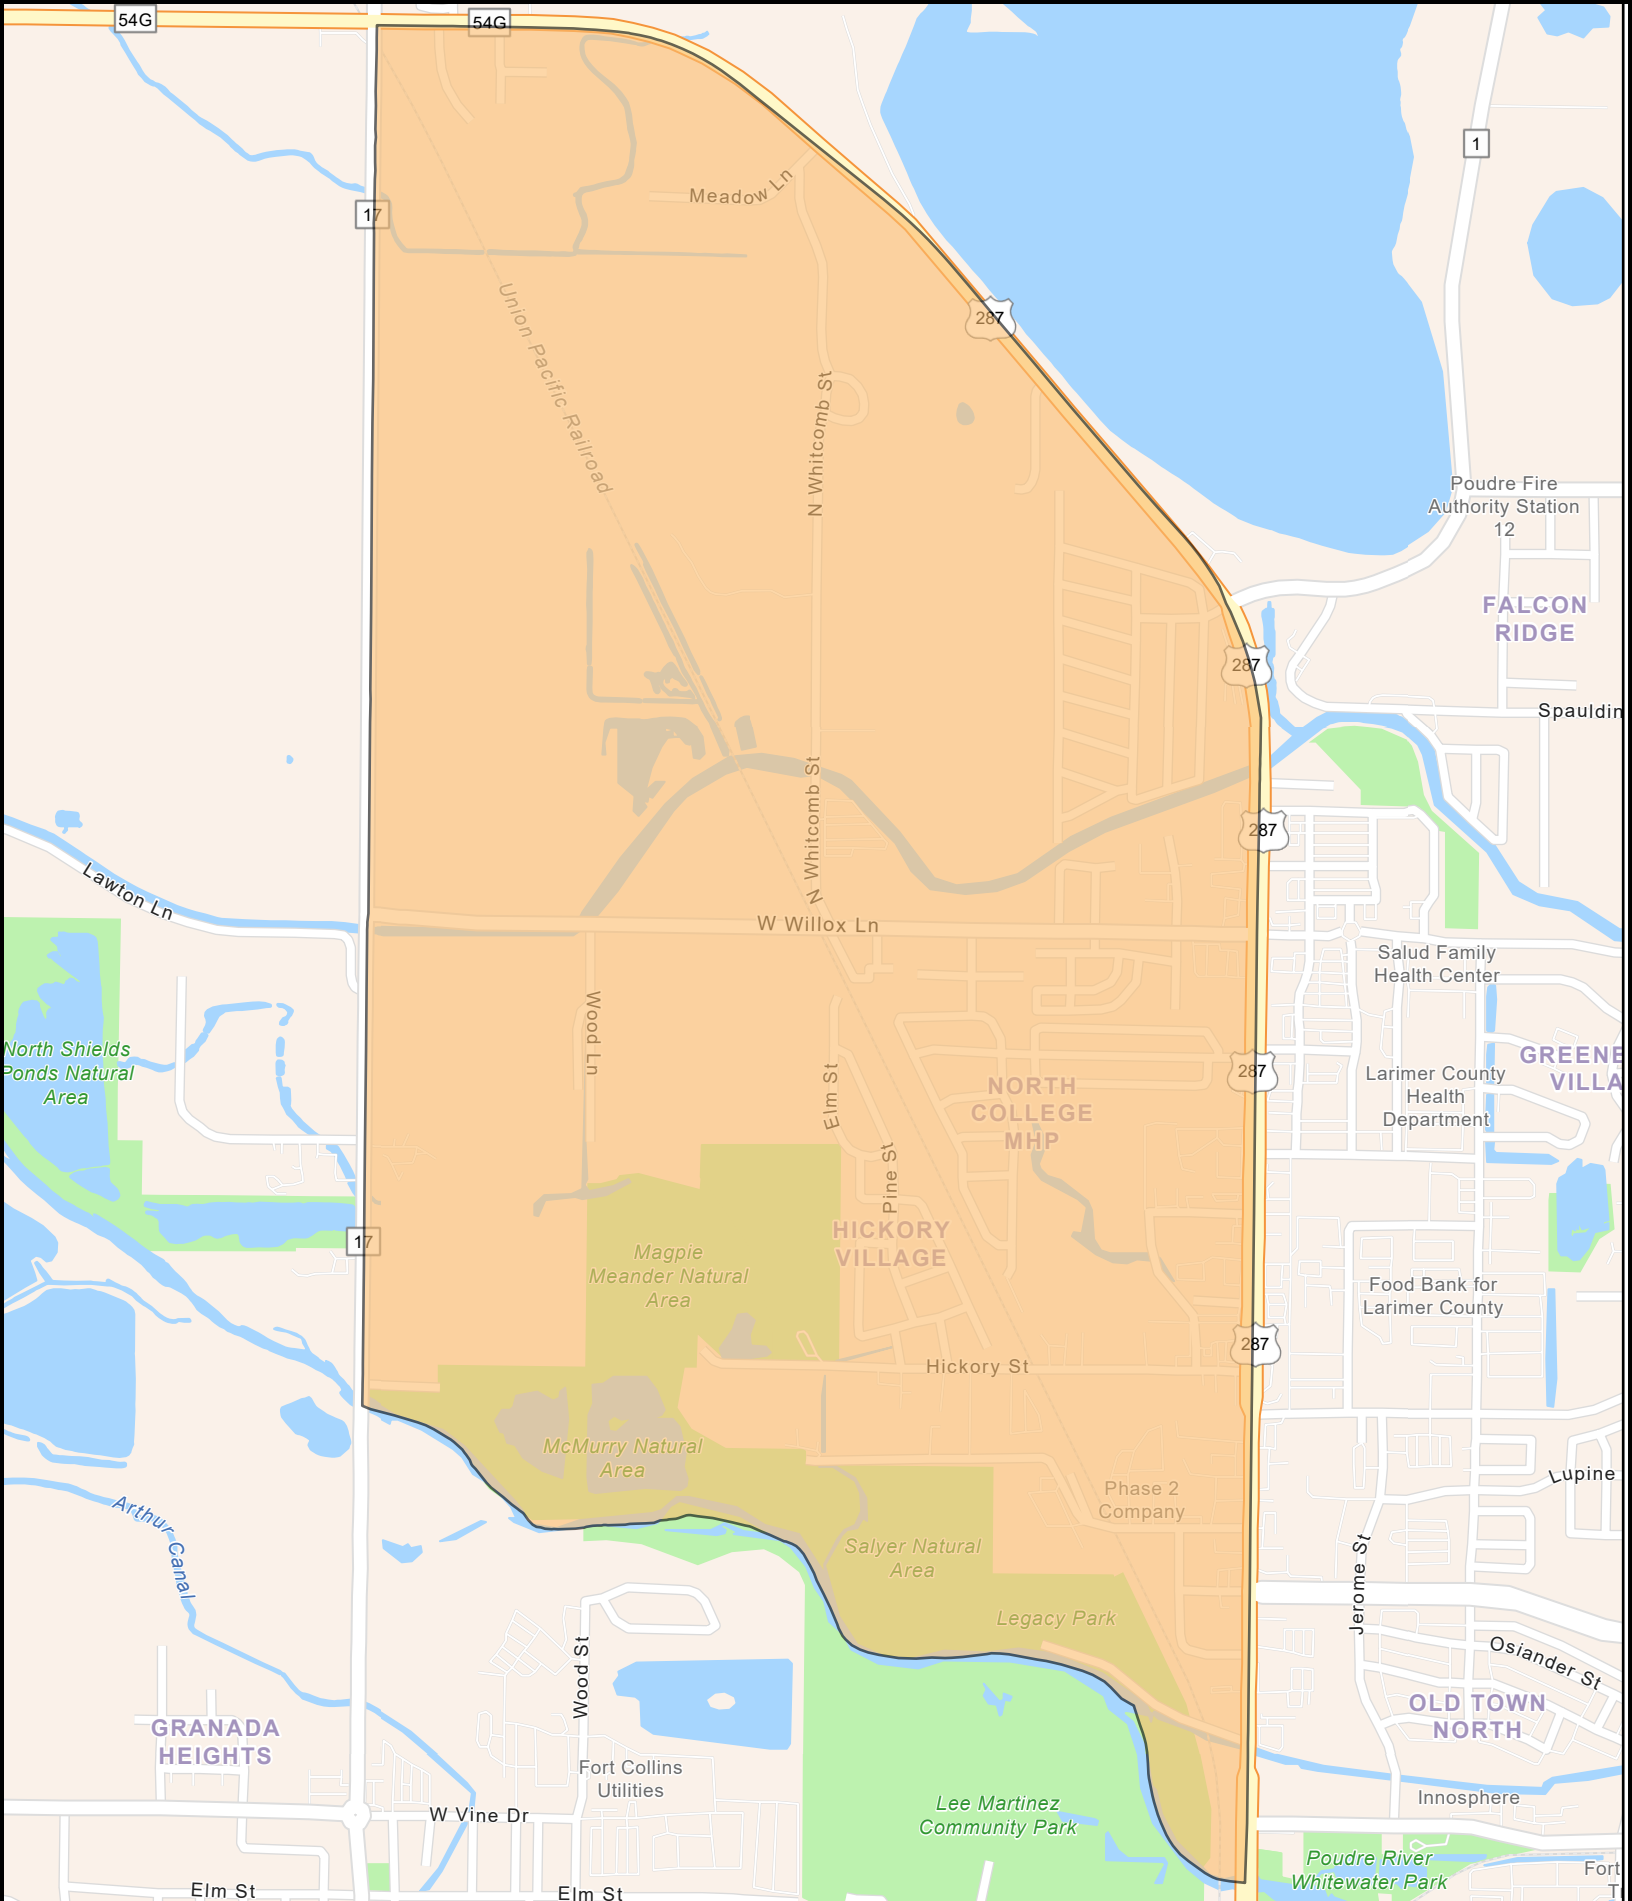 54G
54G
1
17
Meadow Ln
287
Union Pacific Railroad
N Whitcomb St
Poudre Fire
Authority Station
12
FALCON
RIDGE
287
Spauldin
N Whitcomb St
287
Lawton Ln
W Willox Ln
Salud Family
Health Center
North Shields
Ponds Natural
Area
Wood Ln
Elm St
NORTH
COLLEGE
MHP
287
Larimer County
Health
Department
GREENE
VILLA
Pine St
HICKORY
VILLAGE
17
Magpie
Meander Natural
Area
Food Bank for
Larimer County
287
Hickory St
McMurry Natural
Area
Phase 2
Company
Lupine
Arthur Canal
Salyer Natural
Area
Jerome St
Legacy Park
Wood St
Osiander St
OLD TOWN
NORTH
GRANADA
HEIGHTS
Fort Collins
Utilities
Innosphere
W Vine Dr
Lee Martinez
Community Park
Poudre River
Whitewater Park
Fort
Elm St
Elm St